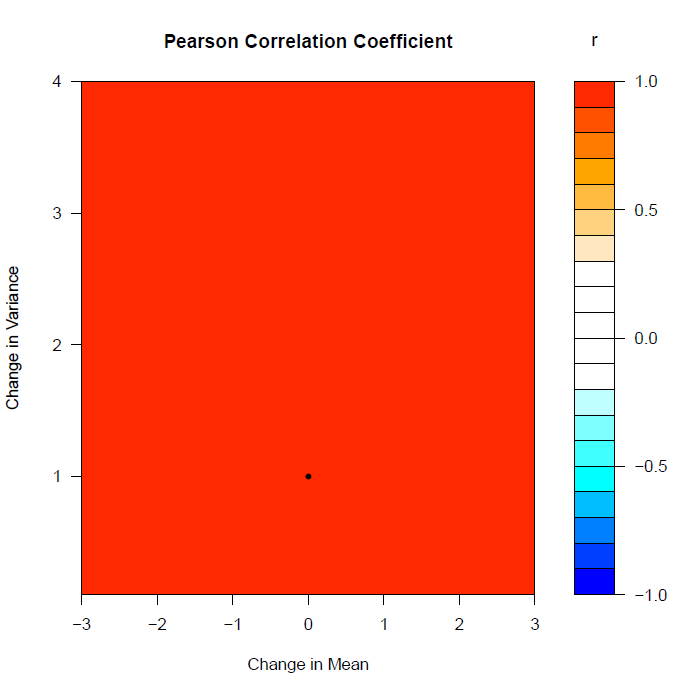 Pearson Correlation Coefficient
r
4
3
2
1
Change in Variance
−3 −2 −1 0 1 2 3
Change in Mean
1.0
0.5
0.0
−0.5
−1.0